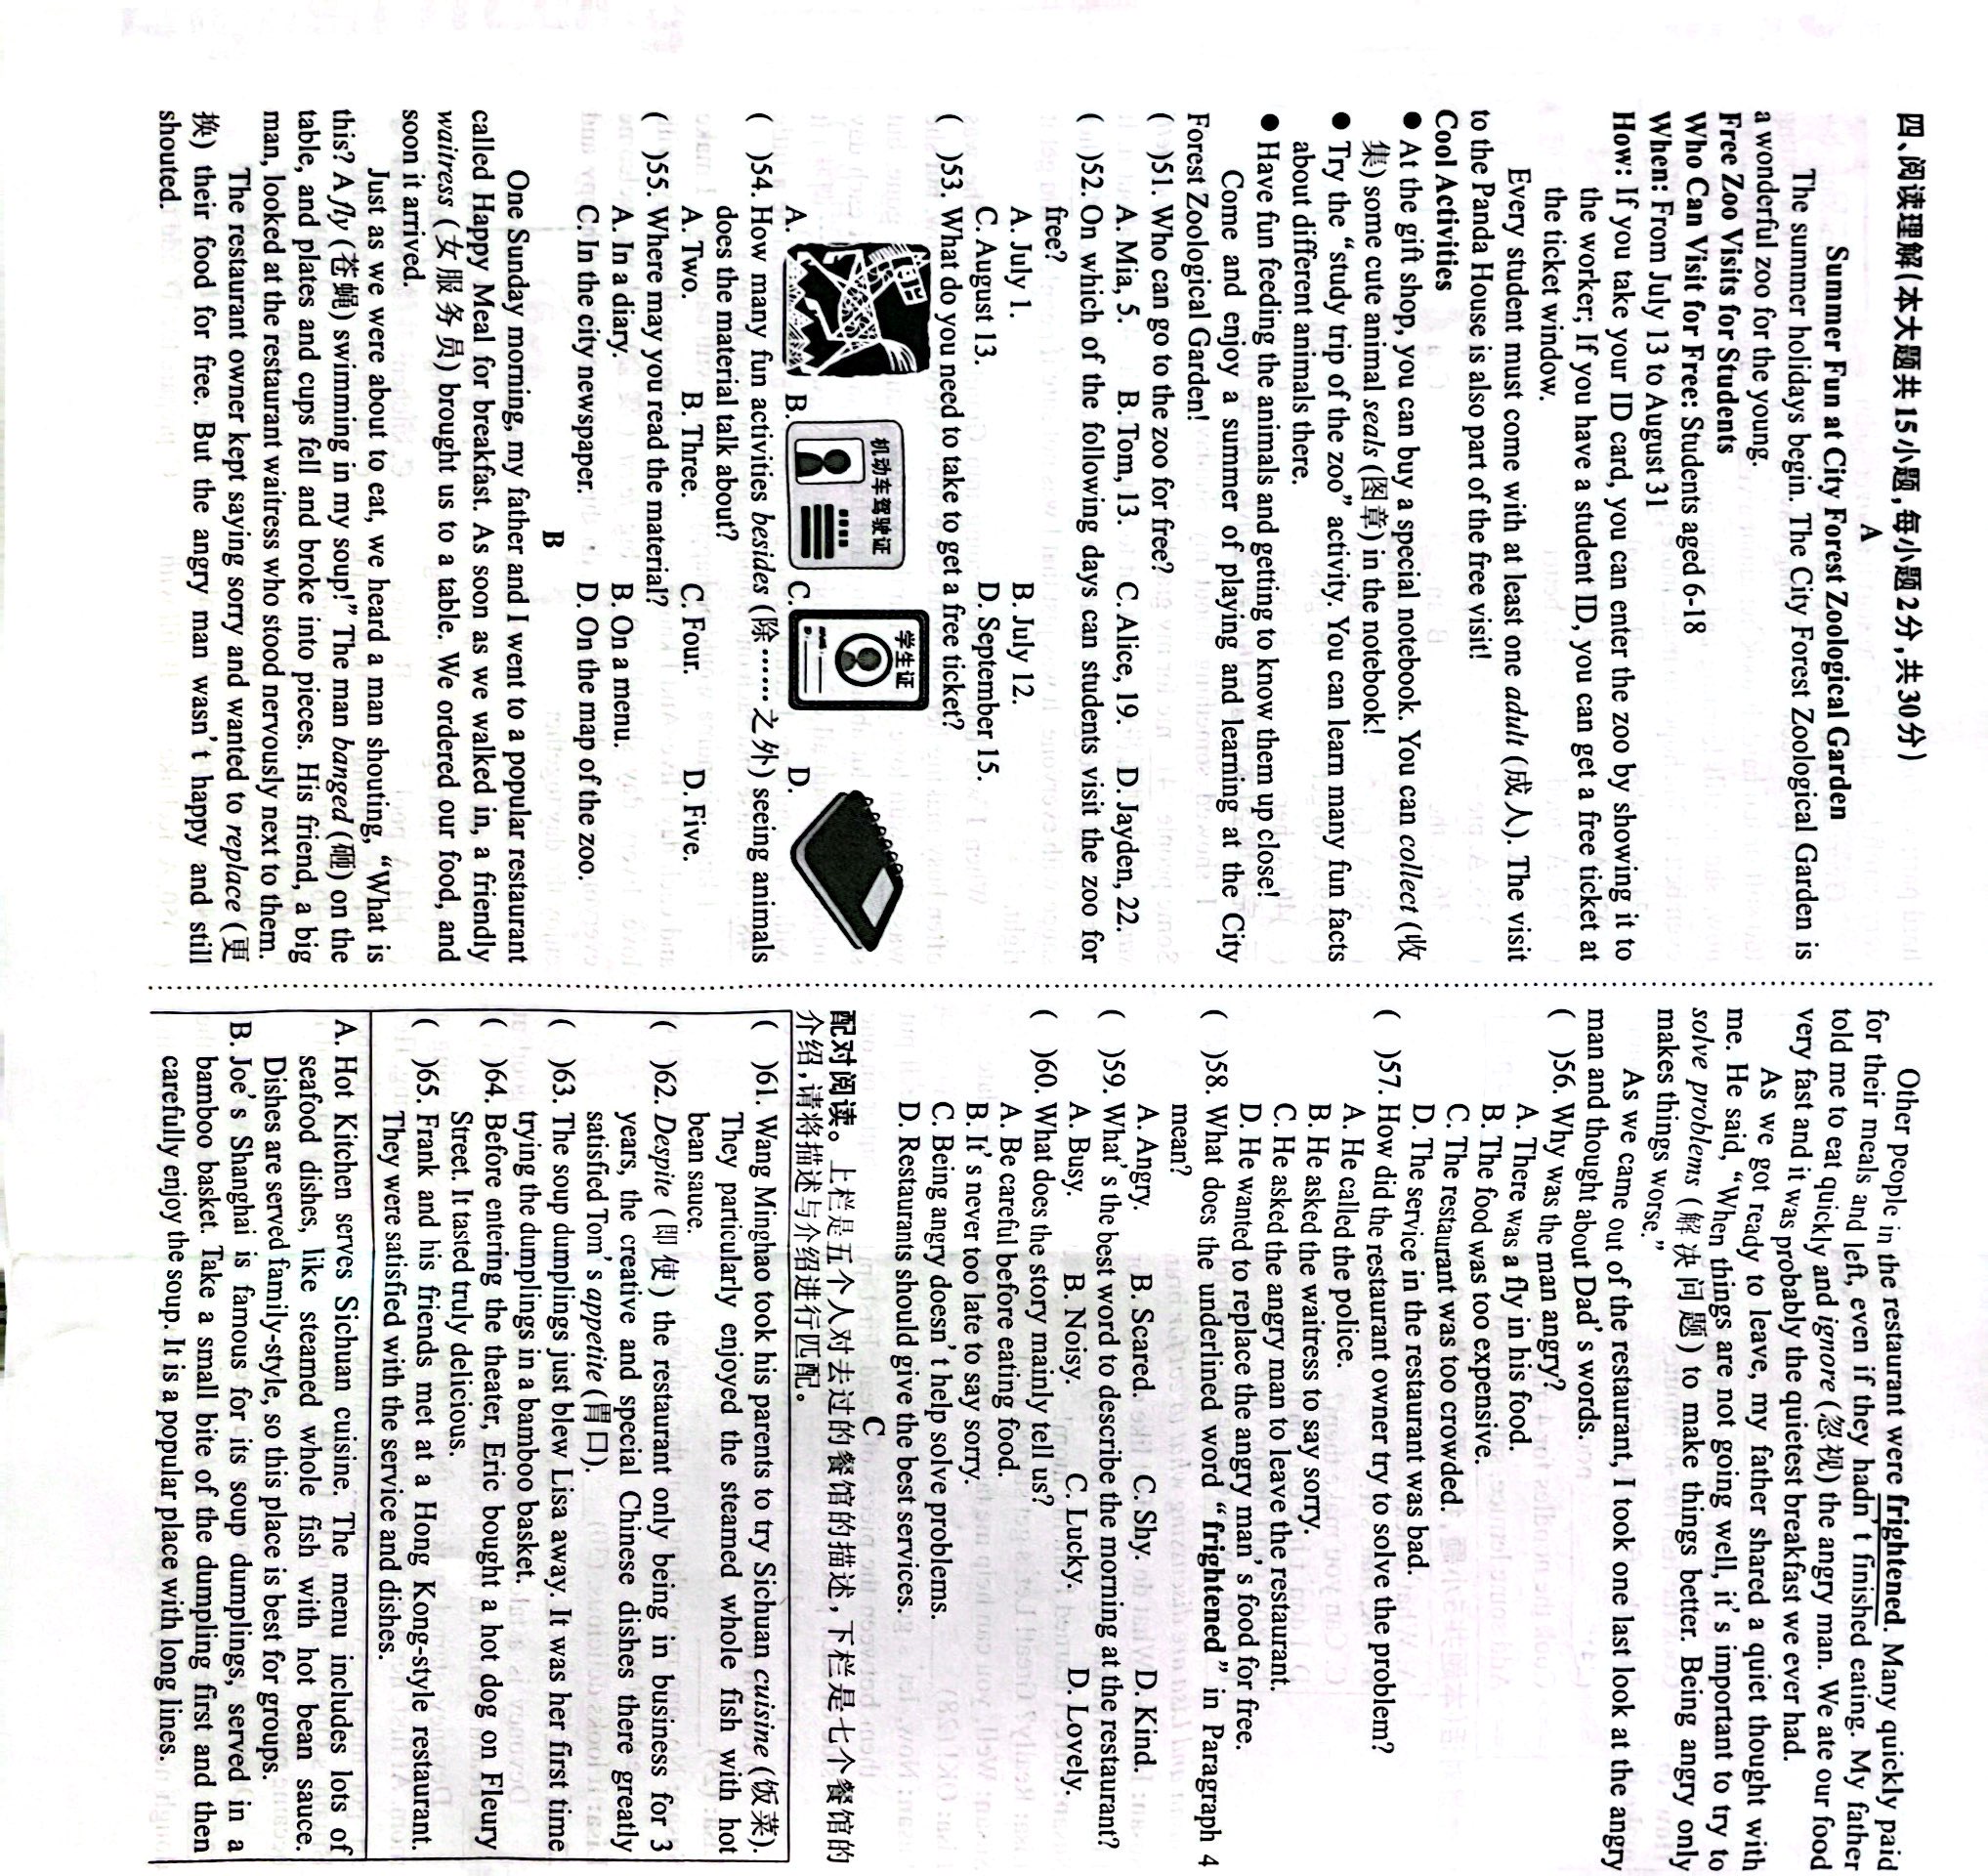 四、阅读理解(本大题共15小题,每小题2分,共30分)
A
Summer Fun at City Forest Zoological Garden
The summer holidays begin. The City Forest Zoological Garden is
a wonderful zoo for the young.
Free Zoo Visits for Students
Who Can Visit for Free: Students aged 6-18
When: From July 13 to August 31
How: If you take your ID card, you can enter the zoo by showing it to
the worker; If you have a student ID, you can get a free ticket at
the ticket window.
Every student must come with at least one adult (成人). The visit
to the Panda House is also part of the free visit!
Cool Activities
● At the gift shop, you can buy a special notebook. You can collect (收
集) some cute animal seals (图章) in the notebook!
● Try the “study trip of the zoo” activity. You can learn many fun facts
about different animals there.
● Have fun feeding the animals and getting to know them up close!
Come and enjoy a summer of playing and learning at the City
Forest Zoological Garden!
( )51. Who can go to the zoo for free?
A. Mia, 5. B. Tom, 13. C. Alice, 19. D. Jayden, 22.
( )52. On which of the following days can students visit the zoo for
free?
A. July 1. B. July 12.
C. August 13. D. September 15.
( )53. What do you need to take to get a free ticket?
A. B. 机动车驾驶证 C. 学生证 D.
( )54. How many fun activities besides (除……之外) seeing animals
does the material talk about?
A. Two. B. Three. C. Four. D. Five.
( )55. Where may you read the material?
A. In a diary. B. On a menu.
C. In the city newspaper. D. On the map of the zoo.
B
One Sunday morning, my father and I went to a popular restaurant
called Happy Meal for breakfast. As soon as we walked in, a friendly
waitress (女服务员) brought us to a table. We ordered our food, and
soon it arrived.
Just as we were about to eat, we heard a man shouting, “What is
this? A fly (苍蝇) swimming in my soup!” The man banged (砸) on the
table, and plates and cups fell and broke into pieces. His friend, a big
man, looked at the restaurant waitress who stood nervously next to them.
The restaurant owner kept saying sorry and wanted to replace (更
换) their food for free. But the angry man wasn't happy and still
shouted.
Other people in the restaurant were frightened. Many quickly paid
for their meals and left, even if they hadn't finished eating. My father
told me to eat quickly and ignore (忽视) the angry man. We ate our food
very fast and it was probably the quietest breakfast we ever had.
As we got ready to leave, my father shared a quiet thought with
me. He said, “When things are not going well, it's important to try to
solve problems (解决问题) to make things better. Being angry only
makes things worse.”
As we came out of the restaurant, I took one last look at the angry
man and thought about Dad's words.
( )56. Why was the man angry?
A. There was a fly in his food.
B. The food was too expensive.
C. The restaurant was too crowded.
D. The service in the restaurant was bad.
( )57. How did the restaurant owner try to solve the problem?
A. He called the police.
B. He asked the waitress to say sorry.
C. He asked the angry man to leave the restaurant.
D. He wanted to replace the angry man's food for free.
( )58. What does the underlined word “frightened” in Paragraph 4
mean?
A. Angry. B. Scared. C. Shy. D. Kind.
( )59. What's the best word to describe the morning at the restaurant?
A. Busy. B. Noisy. C. Lucky. D. Lovely.
( )60. What does the story mainly tell us?
A. Be careful before eating food.
B. It's never too late to say sorry.
C. Being angry doesn't help solve problems.
D. Restaurants should give the best services.
C
配对阅读。上栏是五个人对去过的餐馆的描述,下栏是七个餐馆的
介绍,请将描述与介绍进行匹配。
( )61. Wang Minghao took his parents to try Sichuan cuisine (饭菜).
They particularly enjoyed the steamed whole fish with hot
bean sauce.
( )62. Despite (即使) the restaurant only being in business for 3
years, the creative and special Chinese dishes there greatly
satisfied Tom's appetite (胃口).
( )63. The soup dumplings just blew Lisa away. It was her first time
trying the dumplings in a bamboo basket.
( )64. Before entering the theater, Eric bought a hot dog on Fleury
Street. It tasted truly delicious.
( )65. Frank and his friends met at a Hong Kong-style restaurant.
They were satisfied with the service and dishes.
A. Hot Kitchen serves Sichuan cuisine. The menu includes lots of
seafood dishes, like steamed whole fish with hot bean sauce.
Dishes are served family-style, so this place is best for groups.
B. Joe's Shanghai is famous for its soup dumplings, served in a
bamboo basket. Take a small bite of the dumpling first and then
carefully enjoy the soup. It is a popular place with long lines.